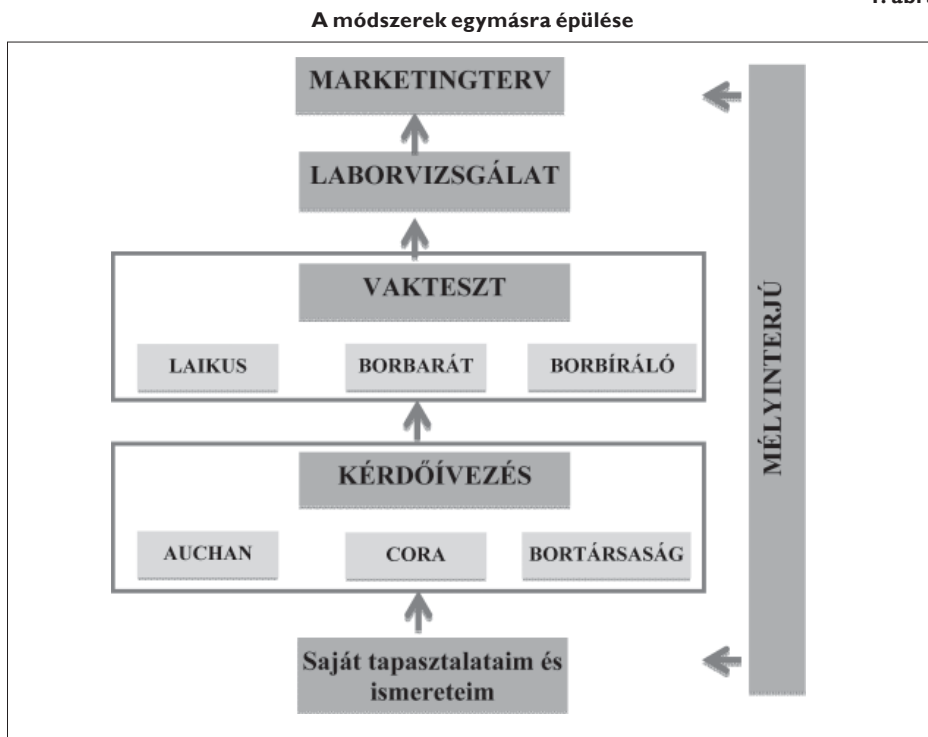 A módszerek egymásra épülése
MARKETINGTERV
LABORVIZSGÁLAT
VAKTESZT
LAIKUS
BORBARÁT
BORBÍRÁLÓ
KÉRDŐÍVEZÉS
AUCHAN
CORA
BORTÁRSASÁG
Saját tapasztalataim és
ismereteim
MÉLYINTERJÚ